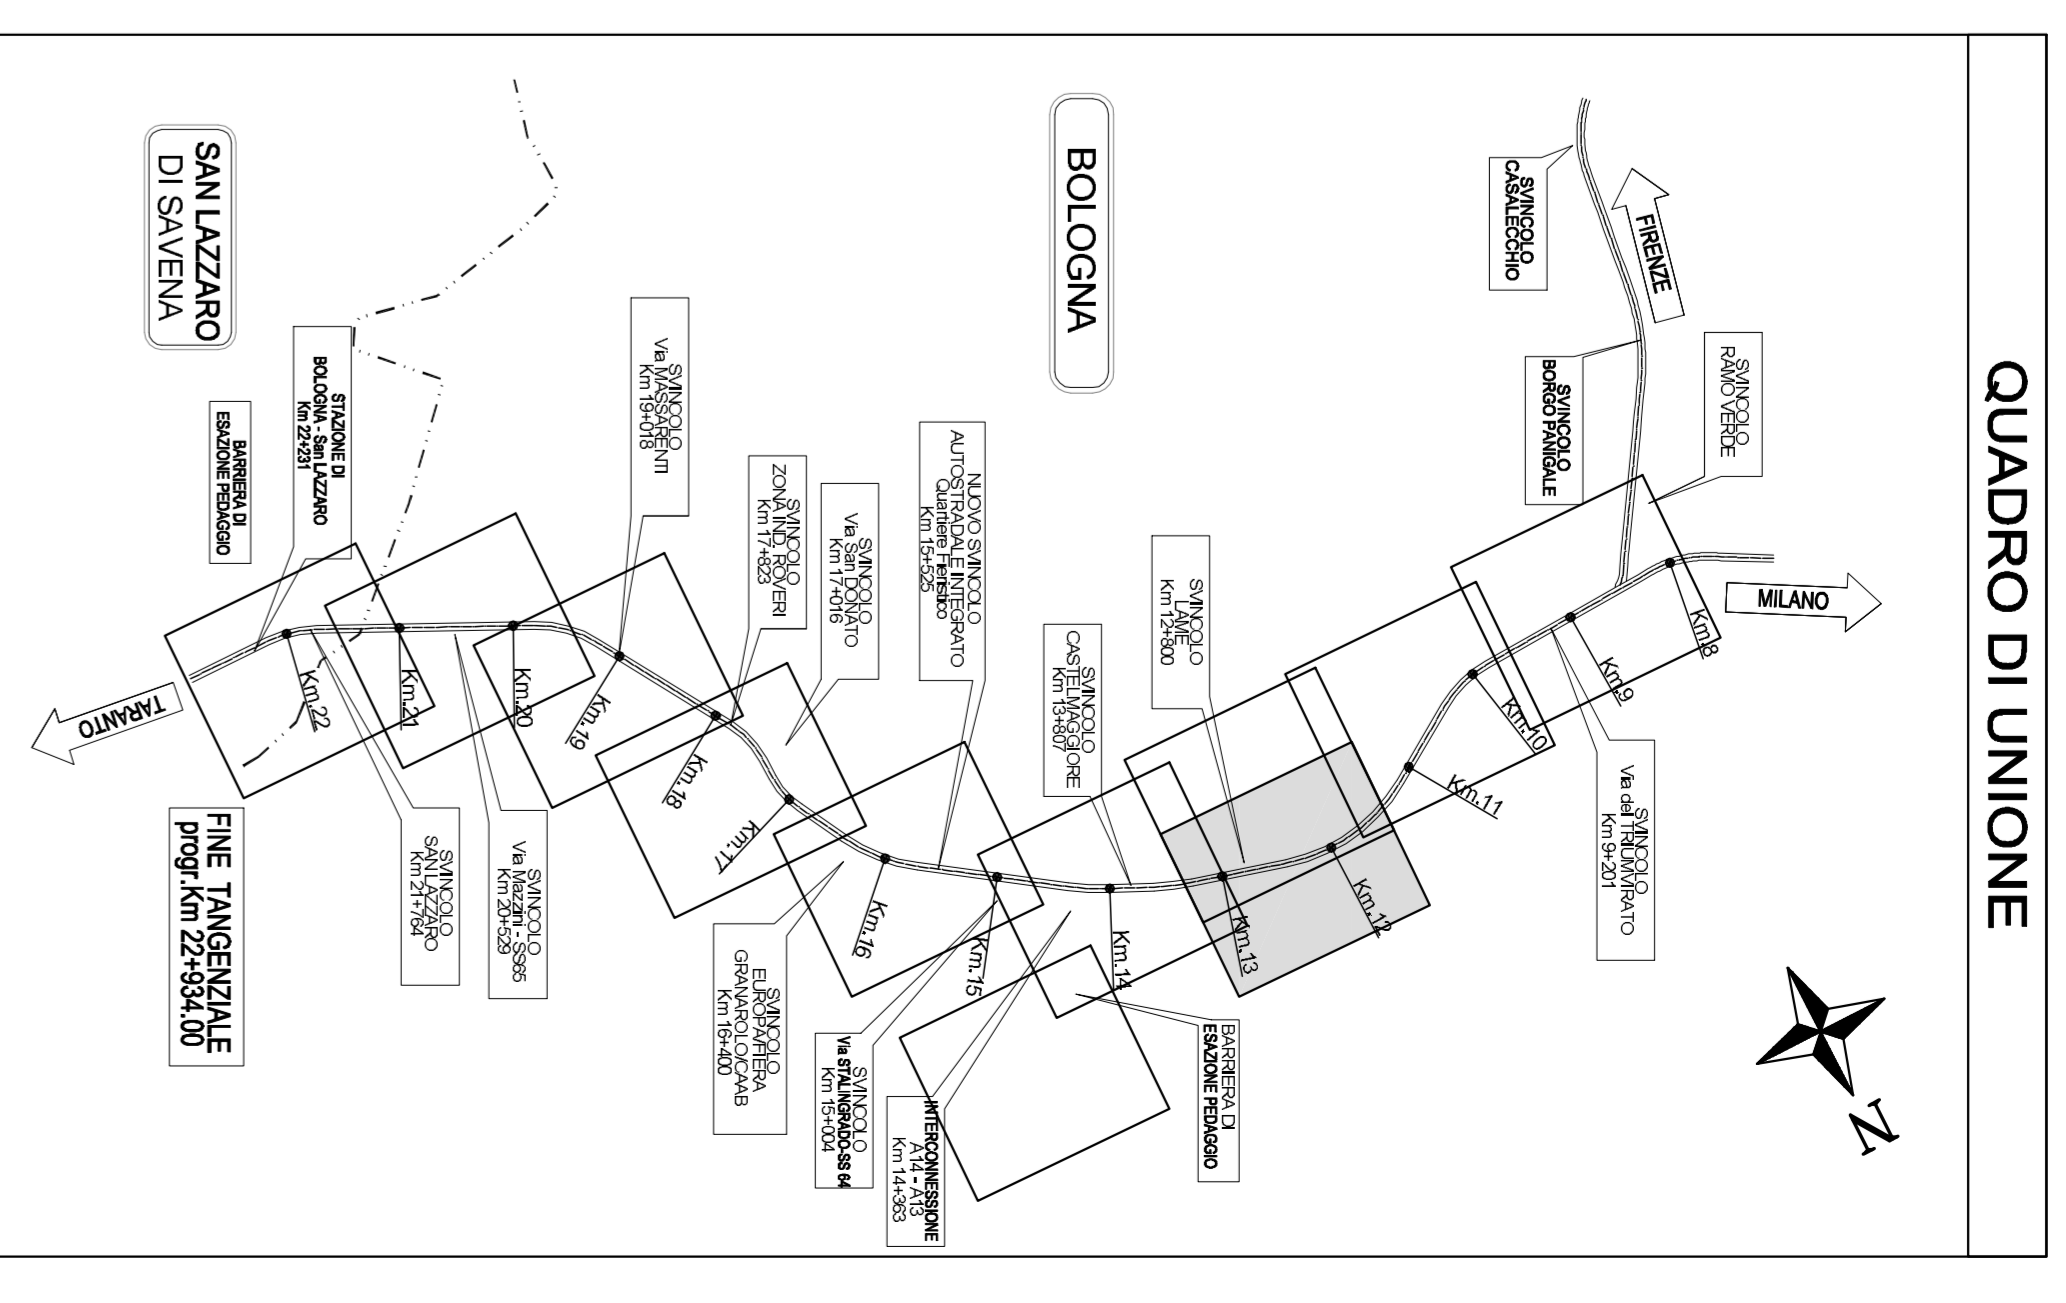 QUADRO DI UNIONE
MILANO
FIRENZE
SVINCOLO
RAMO VERDE
SVINCOLO
BORGO PANIGALE
SVINCOLO
CASALECCHIO
Km.8
Km.9
Km.10
Km.11
Km.12
Km.13
Km.14
Km.15
Km.16
Km.17
Km.18
Km.19
Km.20
Km.21
Km.22
SVINCOLO
Via del TRIUMVIRATO
Km 9+201
N
BOLOGNA
SVINCOLO
LAME
Km 12+800
SVINCOLO
CASTELMAGGIORE
Km 13+807
BARRIERA DI
ESAZIONE PEDAGGIO
INTERCONNESSIONE
A14 - A13
Km 14+363
SVINCOLO
Via STALINGRADO-SS 64
Km 15+004
NUOVO SVINCOLO
AUTOSTRADALE INTEGRATO
Quartiere Fieristico
Km 15+525
SVINCOLO
EUROPA/FIERA
GRANAROLO/CAAB
Km 16+400
SVINCOLO
Via San DONATO
Km 17+016
SVINCOLO
ZONA IND. ROVERI
Km 17+823
SVINCOLO
Via MASSARENTI
Km 19+018
SVINCOLO
Via Mazzini - SS65
Km 20+529
SVINCOLO
SAN LAZZARO
Km 21+764
STAZIONE DI
BOLOGNA - San LAZZARO
Km 22+231
BARRIERA DI
ESAZIONE PEDAGGIO
SAN LAZZARO
DI SAVENA
FINE TANGENZIALE
progr.Km 22+934.00
TARANTO